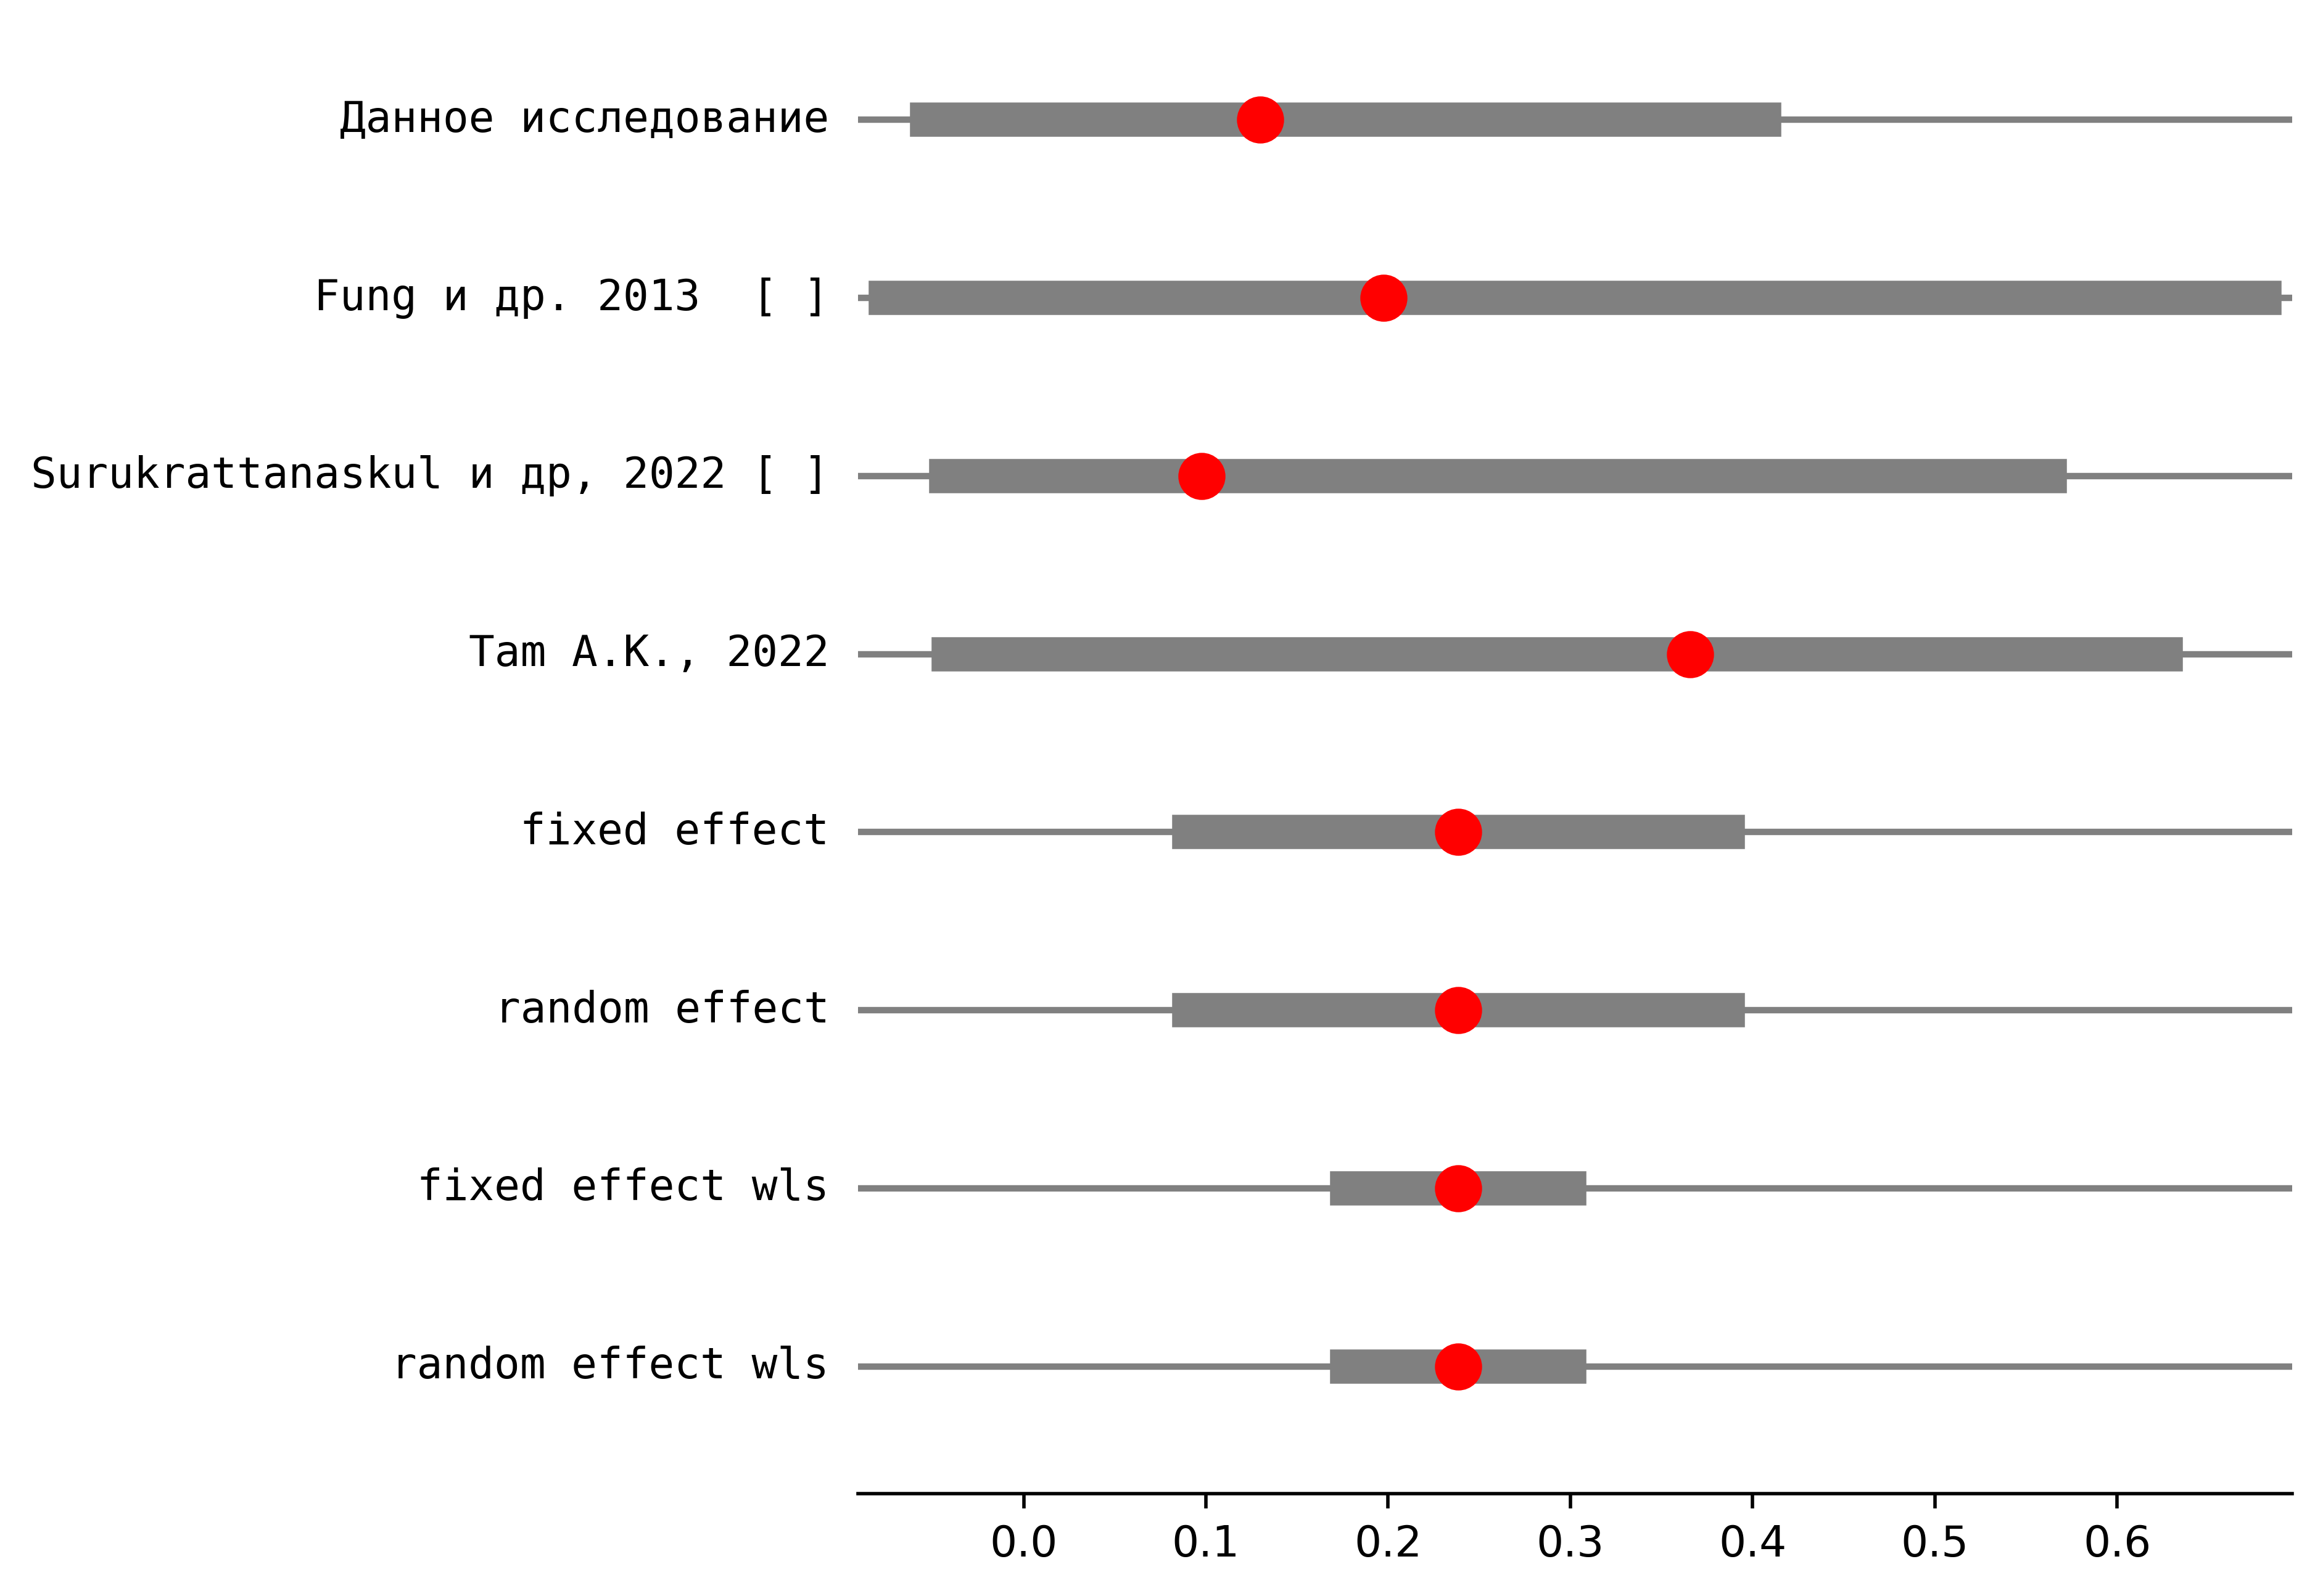 Данное исследование
Fung и др. 2013  [ ]
Surukrattanaskul и др, 2022 [ ]
Tam A.K., 2022
fixed effect
random effect
fixed effect wls
random effect wls
0.0 0.1 0.2 0.3 0.4 0.5 0.6